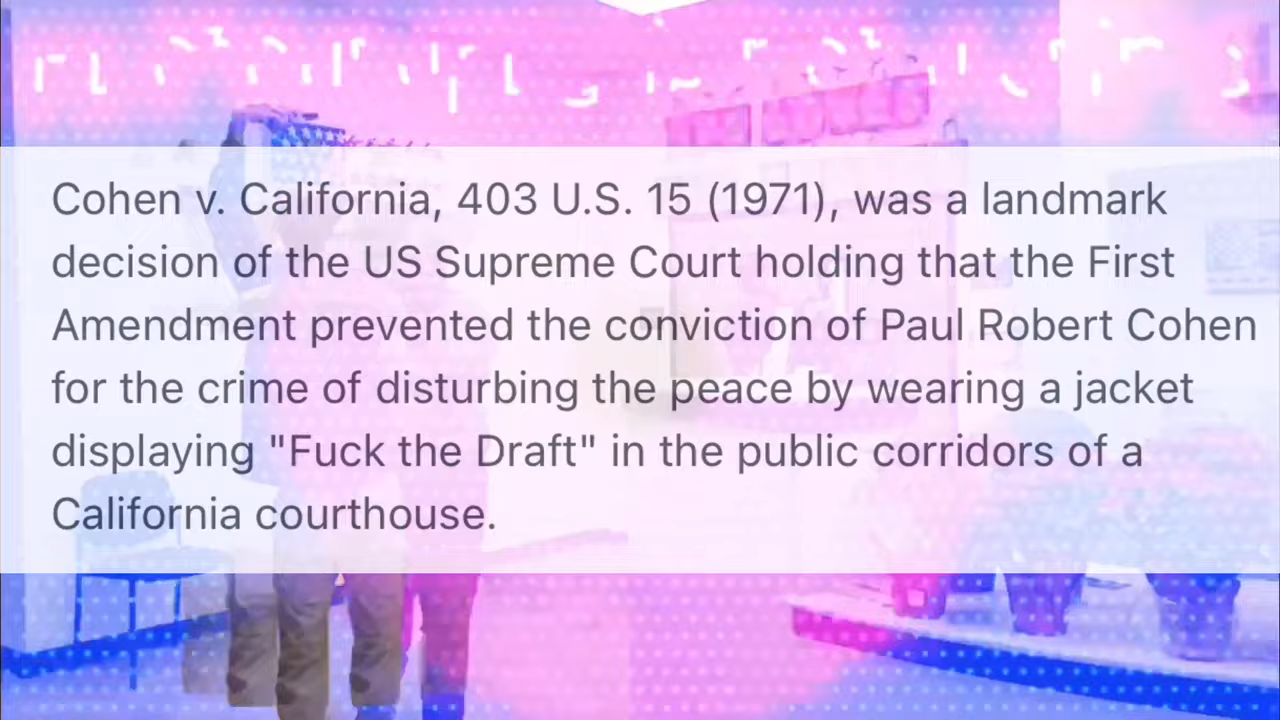 Cohen v. California, 403 U.S. 15 (1971), was a landmark
decision of the US Supreme Court holding that the First
Amendment prevented the conviction of Paul Robert Cohen
for the crime of disturbing the peace by wearing a jacket
displaying "Fuck the Draft" in the public corridors of a
California courthouse.